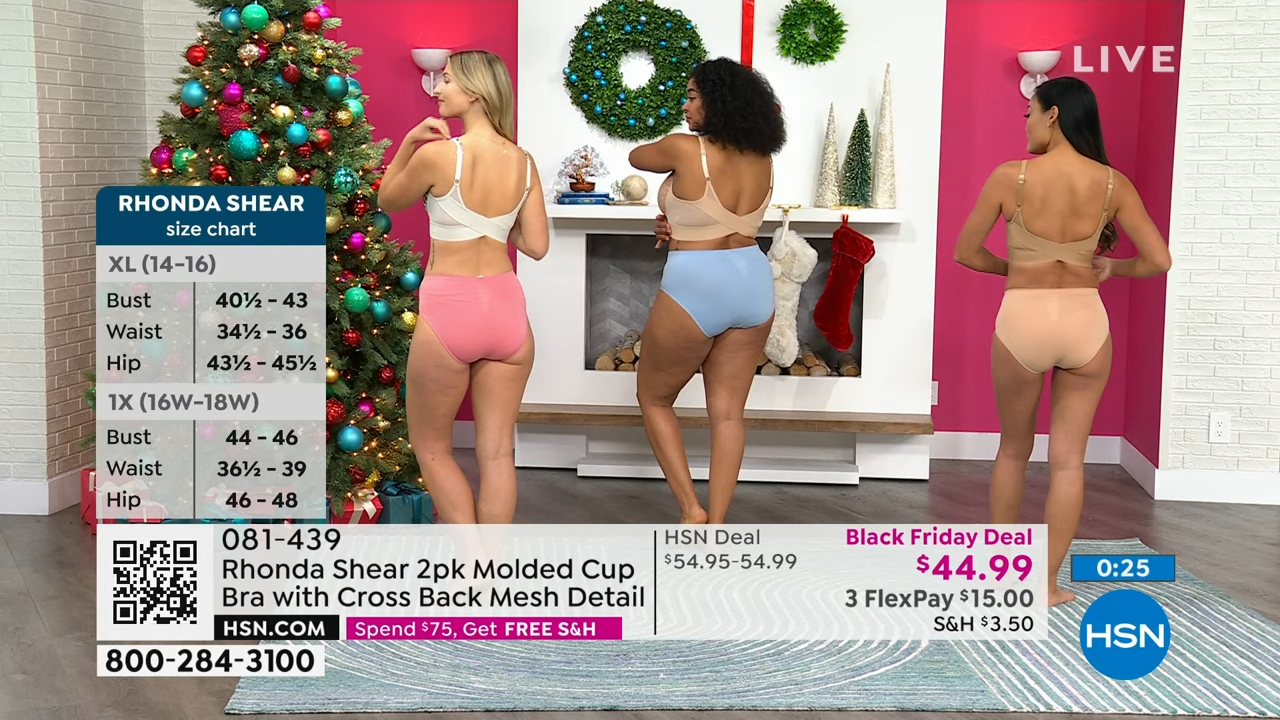 LIVE
RHONDA SHEAR
size chart
XL (14-16)
Bust 40½ - 43
Waist 34½ - 36
Hip 43½ - 45½
1X (16W-18W)
Bust 44 - 46
Waist 36½ - 39
Hip 46 - 48
081-439
Rhonda Shear 2pk Molded Cup
Bra with Cross Back Mesh Detail
HSN.COM Spend $75, Get FREE S&H
800-284-3100
HSN Deal
$54.95-54.99
Black Friday Deal
$44.99
3 FlexPay $15.00
S&H $3.50
0:25
HSN